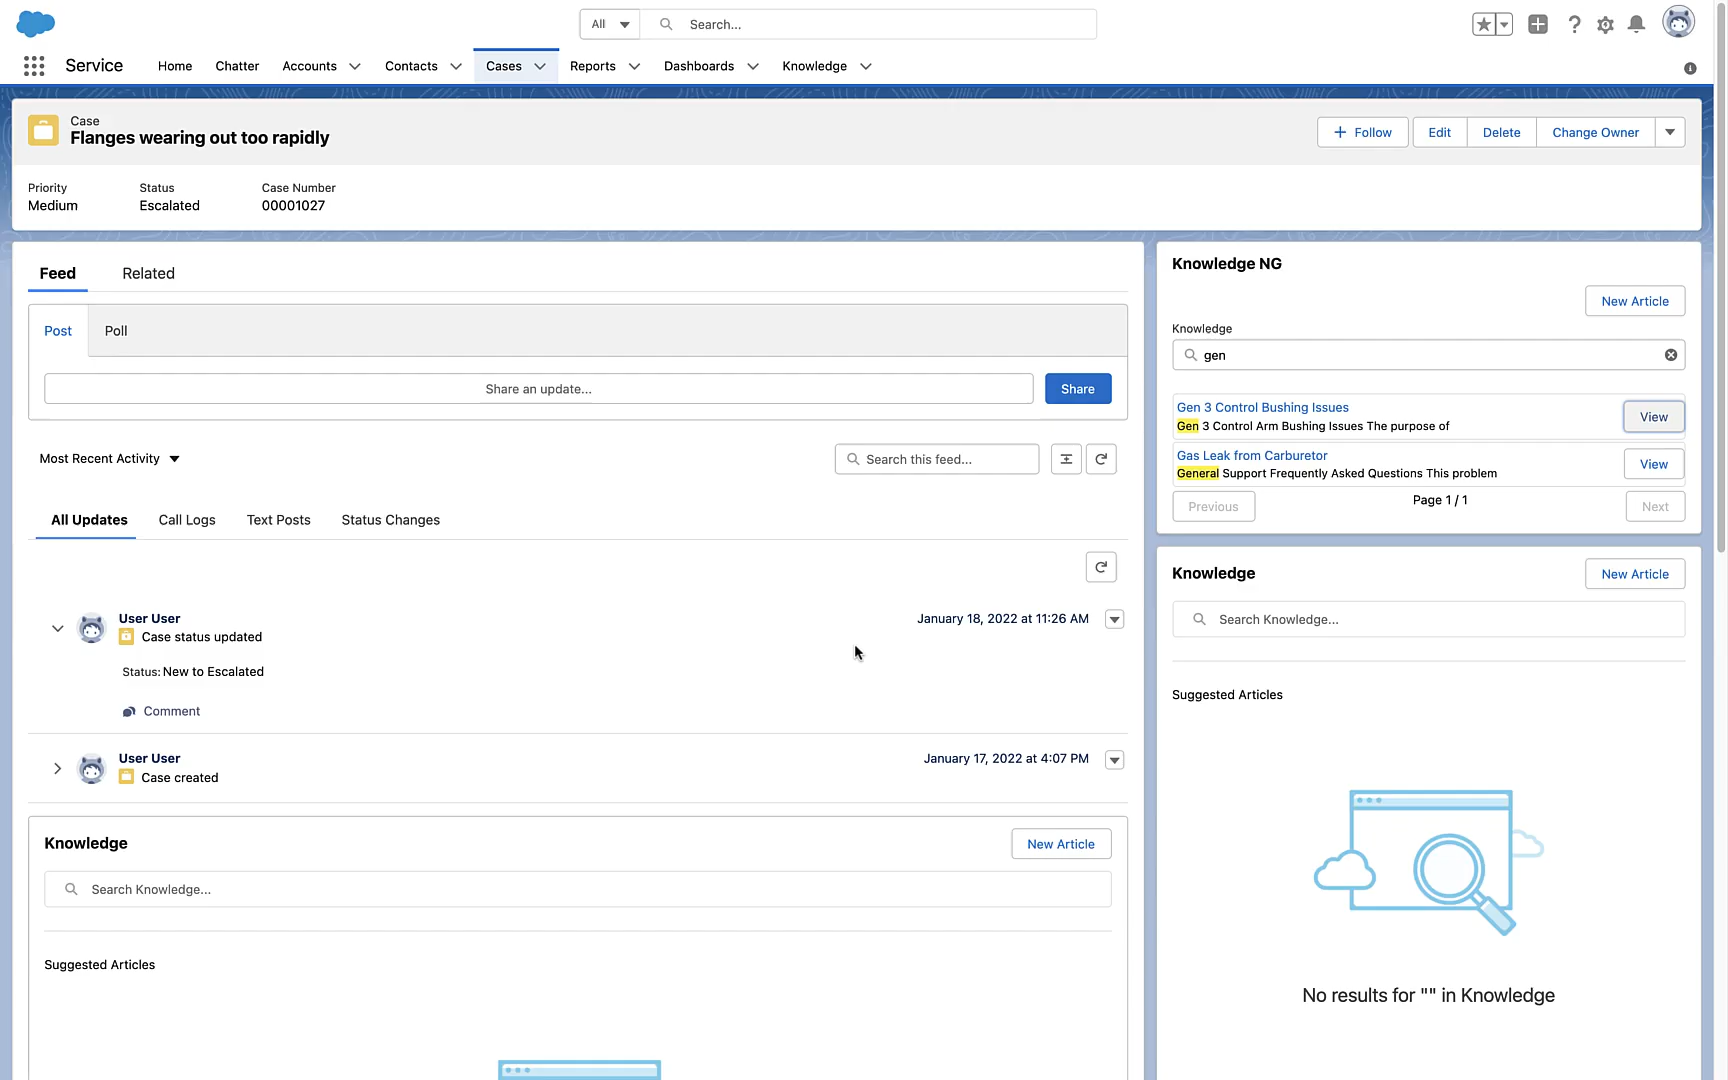 All
Search...
Service
Home
Chatter
Accounts
Contacts
Cases
Reports
Dashboards
Knowledge
Case
Flanges wearing out too rapidly
Follow
Edit
Delete
Change Owner
Priority
Medium
Status
Escalated
Case Number
00001027
Feed
Related
Post
Poll
Share an update...
Share
Most Recent Activity
Search this feed...
All Updates
Call Logs
Text Posts
Status Changes
User User
January 18, 2022 at 11:26 AM
Case status updated
Status: New to Escalated
Comment
User User
January 17, 2022 at 4:07 PM
Case created
Knowledge
New Article
Search Knowledge...
Suggested Articles
Knowledge NG
New Article
Knowledge
gen
Gen 3 Control Bushing Issues
Gen 3 Control Arm Bushing Issues The purpose of
View
Gas Leak from Carburetor
General Support Frequently Asked Questions This problem
View
Previous
Page 1 / 1
Next
Knowledge
New Article
Search Knowledge...
Suggested Articles
No results for "" in Knowledge